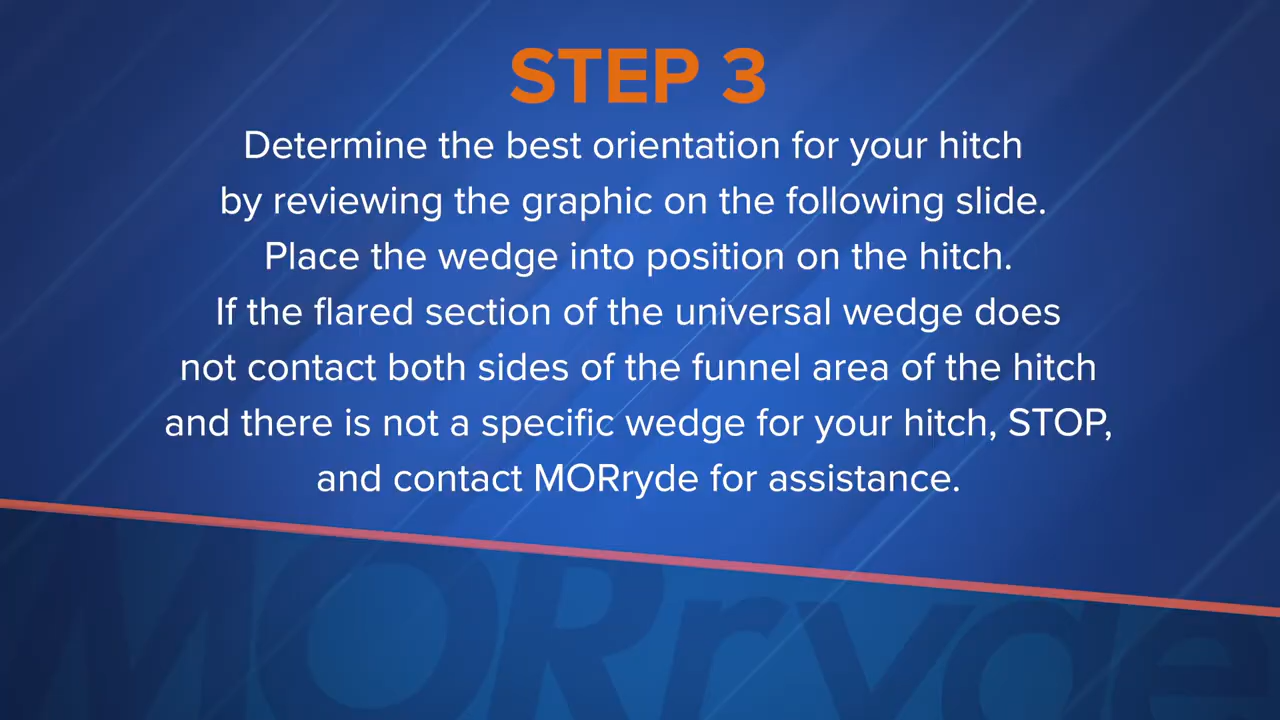 STEP 3
Determine the best orientation for your hitch
by reviewing the graphic on the following slide.
Place the wedge into position on the hitch.
If the flared section of the universal wedge does
not contact both sides of the funnel area of the hitch
and there is not a specific wedge for your hitch, STOP,
and contact MORryde for assistance.
MORryde